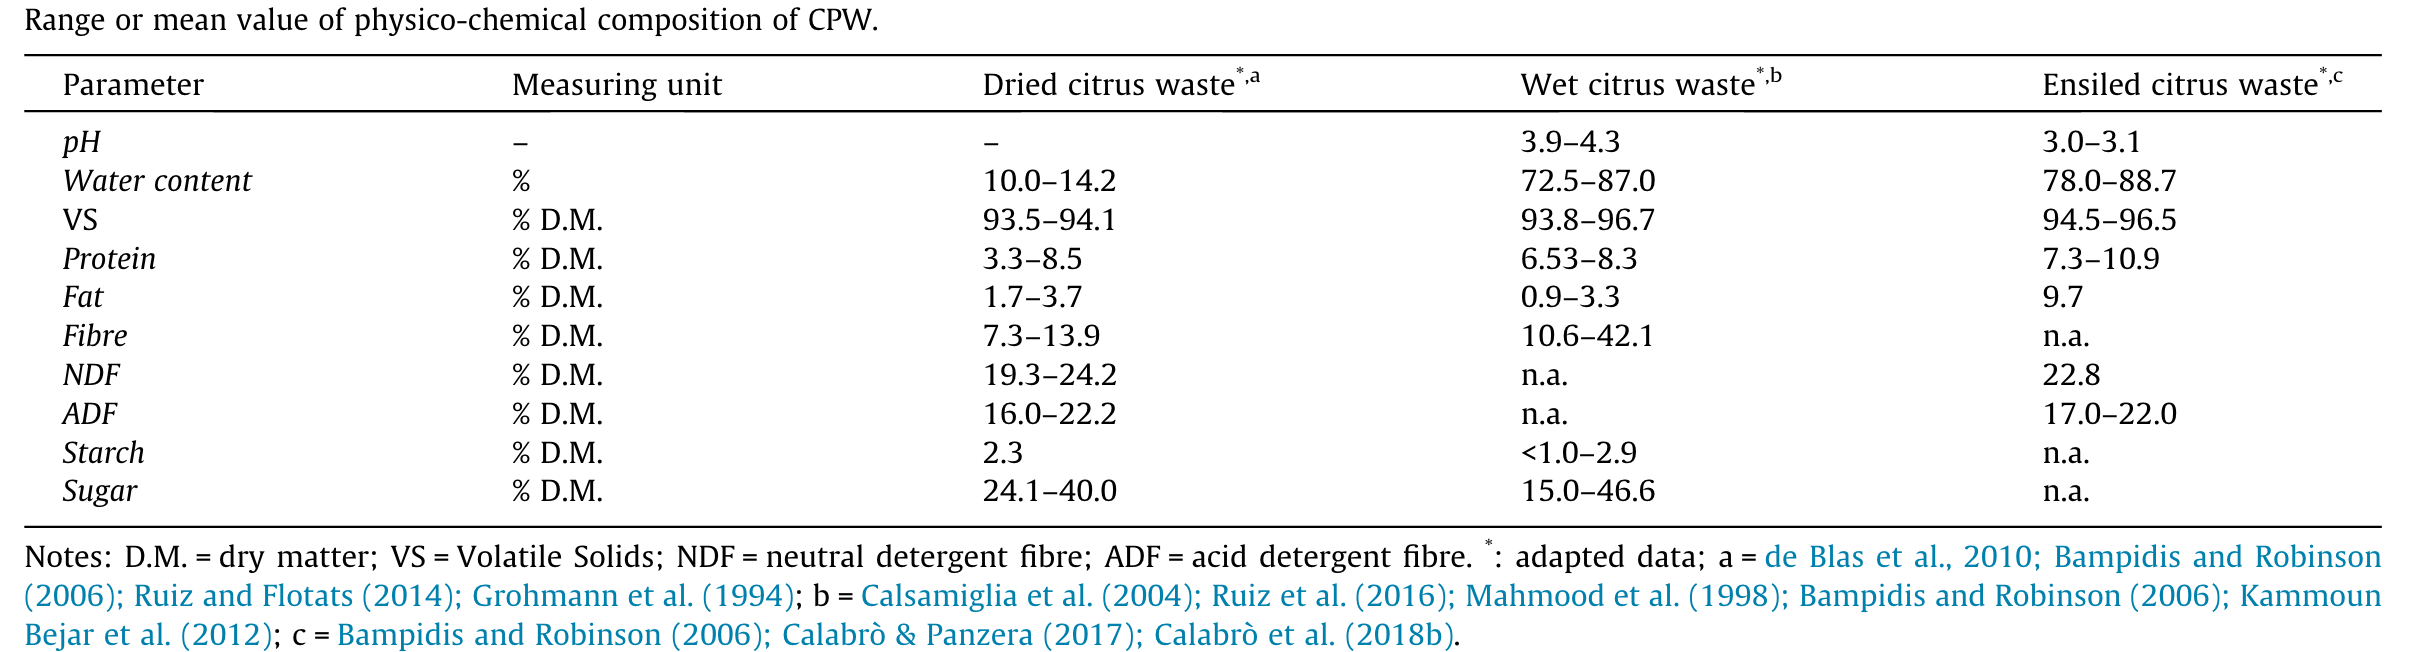 Range or mean value of physico-chemical composition of CPW.
Parameter Measuring unit Dried citrus waste*,a Wet citrus waste*,b Ensiled citrus waste*,c
pH – – 3.9–4.3 3.0–3.1
Water content % 10.0–14.2 72.5–87.0 78.0–88.7
VS % D.M. 93.5–94.1 93.8–96.7 94.5–96.5
Protein % D.M. 3.3–8.5 6.53–8.3 7.3–10.9
Fat % D.M. 1.7–3.7 0.9–3.3 9.7
Fibre % D.M. 7.3–13.9 10.6–42.1 n.a.
NDF % D.M. 19.3–24.2 n.a. 22.8
ADF % D.M. 16.0–22.2 n.a. 17.0–22.0
Starch % D.M. 2.3 <1.0–2.9 n.a.
Sugar % D.M. 24.1–40.0 15.0–46.6 n.a.
Notes: D.M. = dry matter; VS = Volatile Solids; NDF = neutral detergent fibre; ADF = acid detergent fibre. *: adapted data; a = de Blas et al., 2010; Bampidis and Robinson
(2006); Ruiz and Flotats (2014); Grohmann et al. (1994); b = Calsamiglia et al. (2004); Ruiz et al. (2016); Mahmood et al. (1998); Bampidis and Robinson (2006); Kammoun
Bejar et al. (2012); c = Bampidis and Robinson (2006); Calabrò & Panzera (2017); Calabrò et al. (2018b).